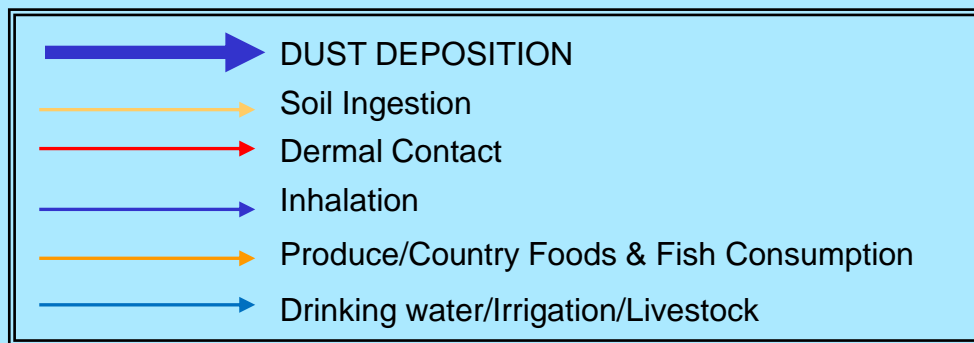 DUST DEPOSITION
Soil Ingestion
Dermal Contact
Inhalation
Produce/Country Foods & Fish Consumption
Drinking water/Irrigation/Livestock